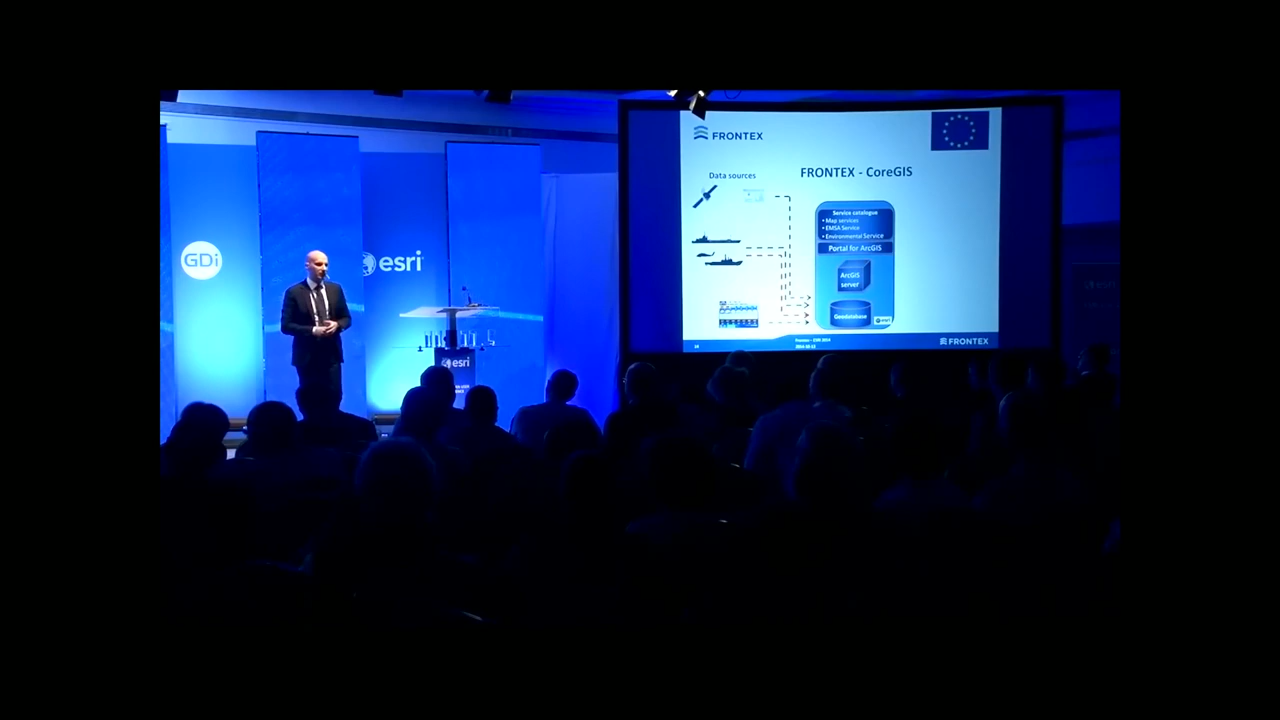 GDi
esri
esri
FRONTEX
Data sources
FRONTEX - CoreGIS
Service catalogue
• Map services
• EMSA Service
• Environmental Service
Portal for ArcGIS
ArcGIS
server
Geodatabase
esri
FRONTEX